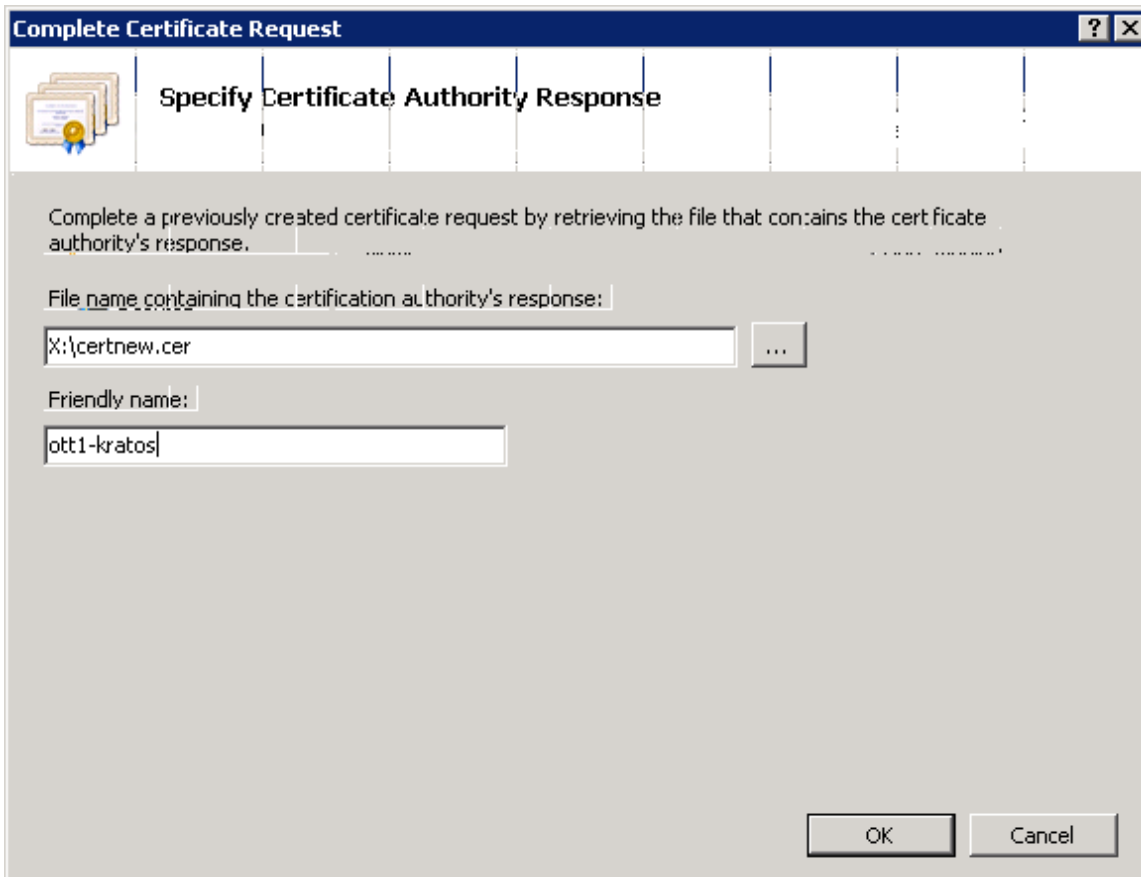 Complete Certificate Request
Specify Certificate Authority Response
Complete a previously created certificate request by retrieving the file that contains the certificate
authority's response.
File name containing the certification authority's response:
X:\certnew.cer
...
Friendly name:
ott1-kratos
OK
Cancel